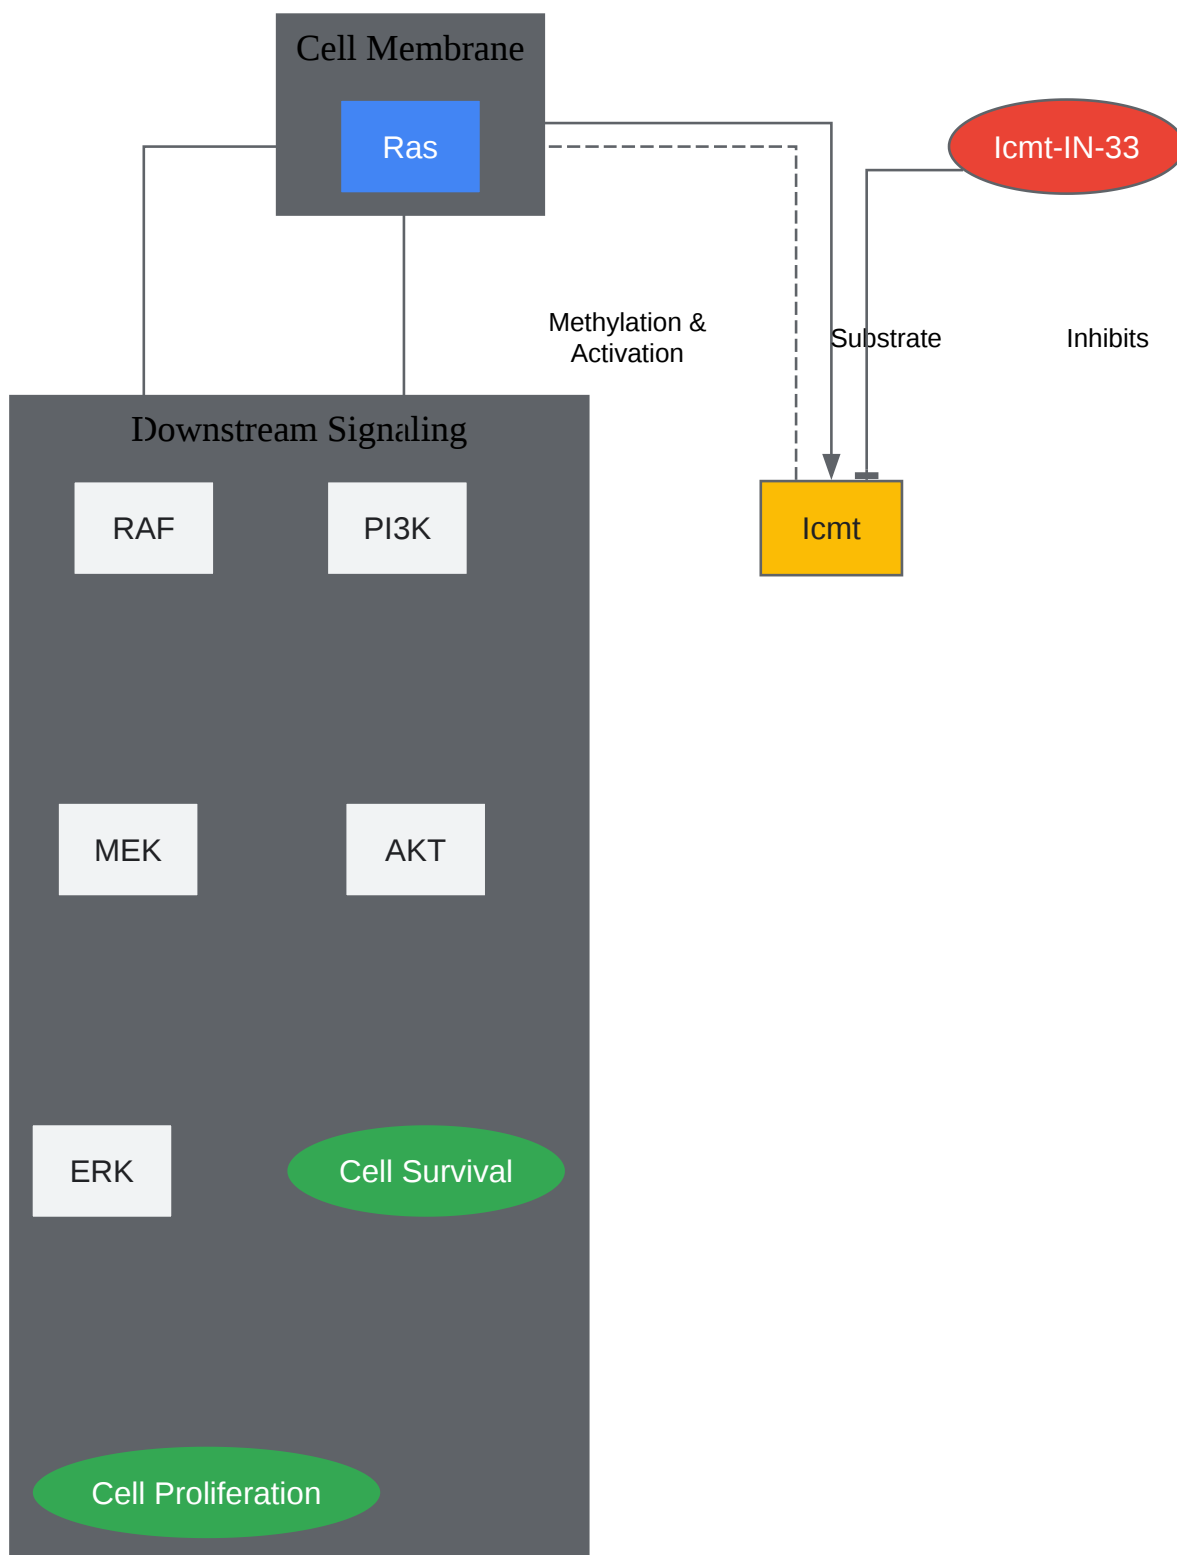 Cell Membrane
Ras
Icmt-IN-33
Methylation &
Activation
Substrate
Inhibits
Downstream Signaling
RAF
PI3K
Icmt
MEK
AKT
ERK
Cell Survival
Cell Proliferation